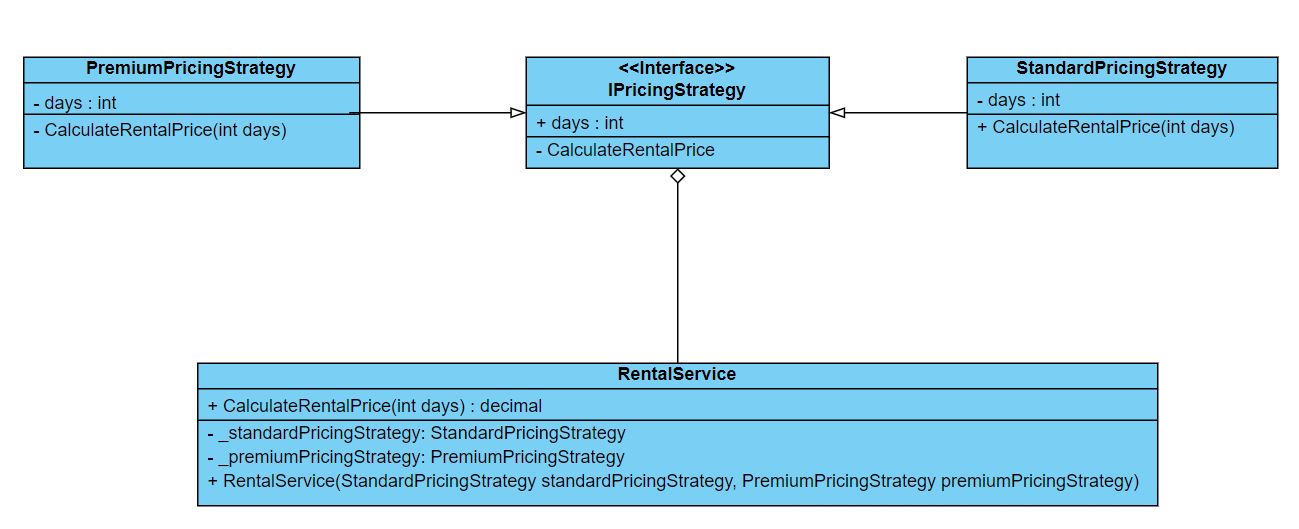 PremiumPricingStrategy
- days : int
- CalculateRentalPrice(int days)
<<Interface>>
IPricingStrategy
+ days : int
- CalculateRentalPrice
StandardPricingStrategy
- days : int
+ CalculateRentalPrice(int days)
RentalService
+ CalculateRentalPrice(int days) : decimal
- _standardPricingStrategy: StandardPricingStrategy
- _premiumPricingStrategy: PremiumPricingStrategy
+ RentalService(StandardPricingStrategy standardPricingStrategy, PremiumPricingStrategy premiumPricingStrategy)